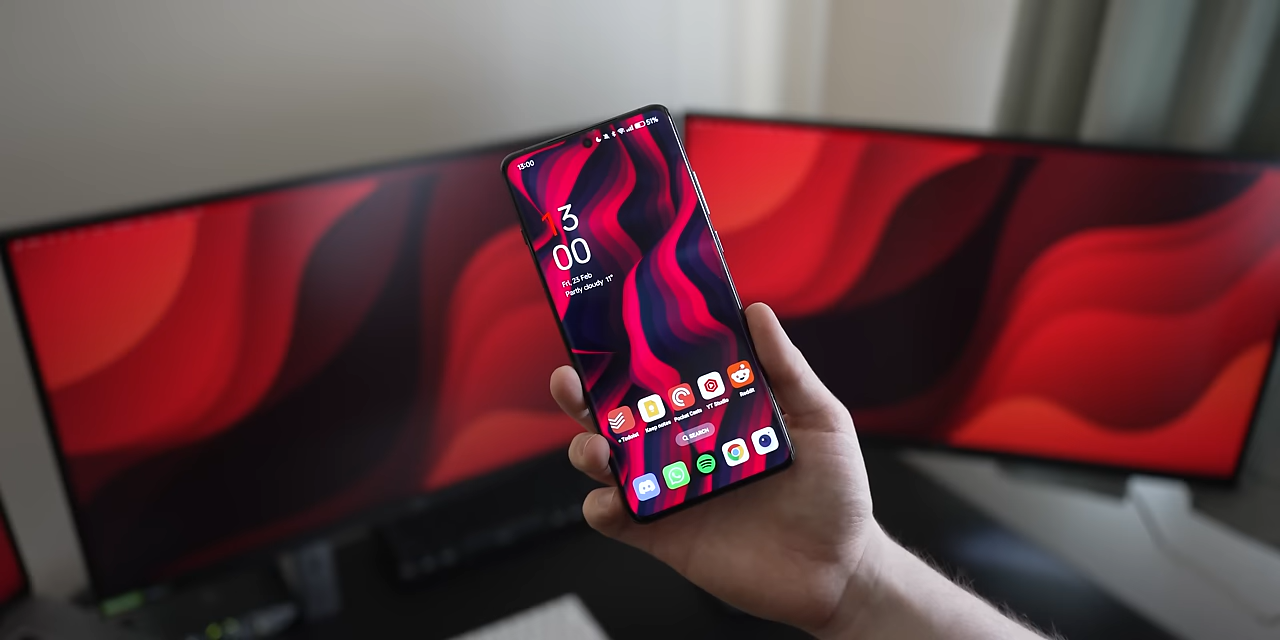 13:00
51%
13
00
Fri, 23 Feb
Partly cloudy 11°
Todoist
Keep notes
Pocket Casts
YT Studio
Reddit
SEARCH